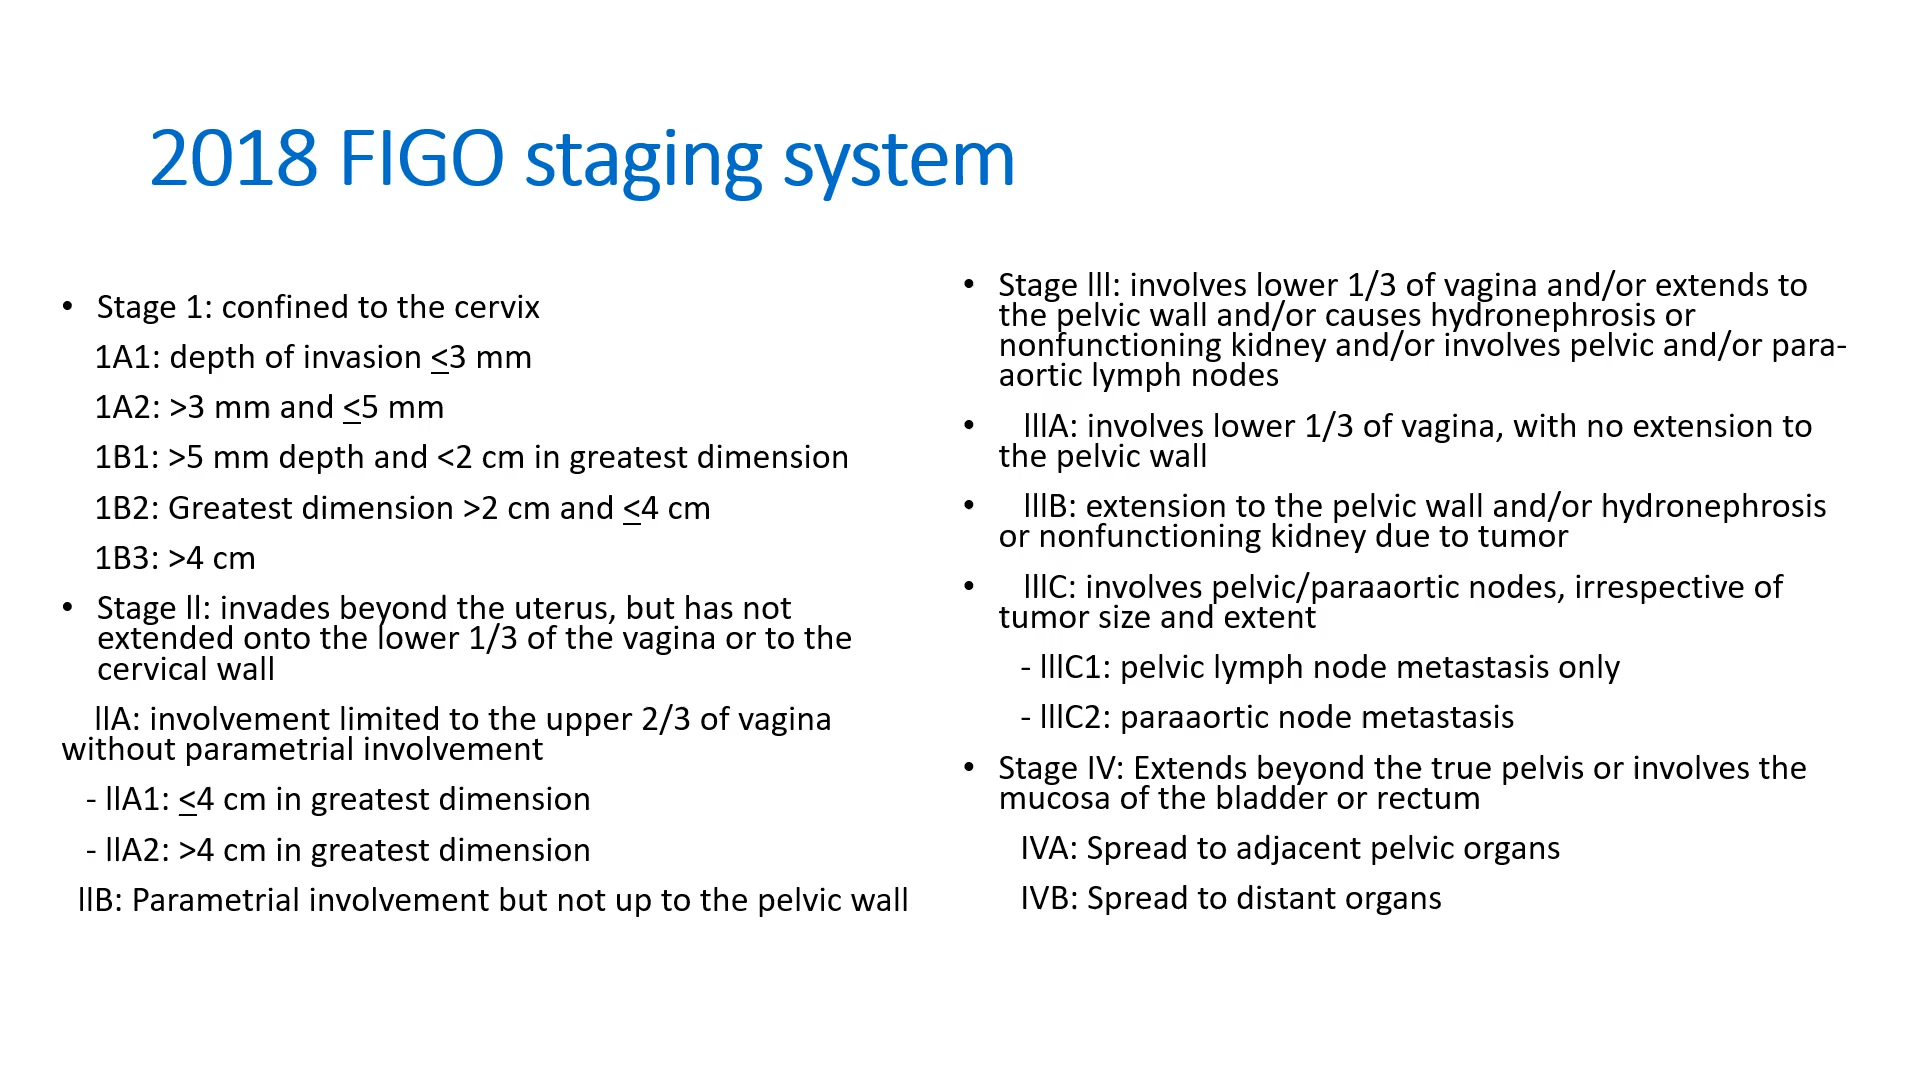 2018 FIGO staging system
• Stage 1: confined to the cervix
1A1: depth of invasion <3 mm
1A2: >3 mm and <5 mm
1B1: >5 mm depth and <2 cm in greatest dimension
1B2: Greatest dimension >2 cm and <4 cm
1B3: >4 cm
• Stage ll: invades beyond the uterus, but has not
extended onto the lower 1/3 of the vagina or to the
cervical wall
llA: involvement limited to the upper 2/3 of vagina
without parametrial involvement
- llA1: <4 cm in greatest dimension
- llA2: >4 cm in greatest dimension
llB: Parametrial involvement but not up to the pelvic wall
• Stage lll: involves lower 1/3 of vagina and/or extends to
the pelvic wall and/or causes hydronephrosis or
nonfunctioning kidney and/or involves pelvic and/or para-
aortic lymph nodes
• lllA: involves lower 1/3 of vagina, with no extension to
the pelvic wall
• lllB: extension to the pelvic wall and/or hydronephrosis
or nonfunctioning kidney due to tumor
• lllC: involves pelvic/paraaortic nodes, irrespective of
tumor size and extent
- lllC1: pelvic lymph node metastasis only
- lllC2: paraaortic node metastasis
• Stage IV: Extends beyond the true pelvis or involves the
mucosa of the bladder or rectum
IVA: Spread to adjacent pelvic organs
IVB: Spread to distant organs